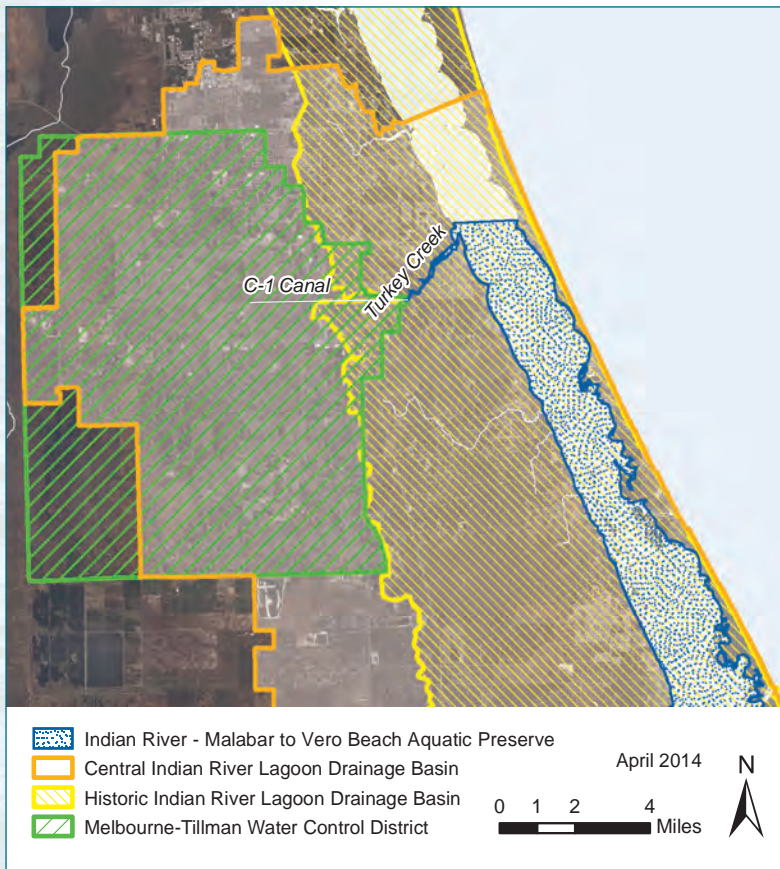 C-1 Canal
Turkey Creek
Indian River - Malabar to Vero Beach Aquatic Preserve
Central Indian River Lagoon Drainage Basin
Historic Indian River Lagoon Drainage Basin
Melbourne-Tillman Water Control District
April 2014
N
0 1 2 4
Miles